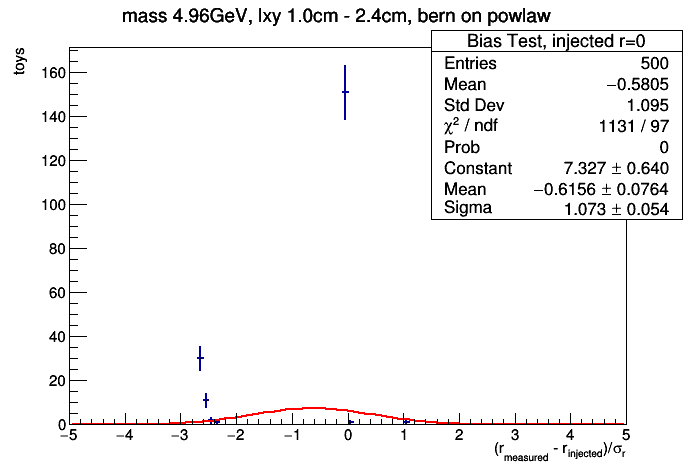 mass 4.96GeV, lxy 1.0cm - 2.4cm, bern on powlaw
Bias Test, injected r=0
Entries 500
Mean −0.5805
Std Dev 1.095
χ² / ndf 1131 / 97
Prob 0
Constant 7.327 ± 0.640
Mean −0.6156 ± 0.0764
Sigma 1.073 ± 0.054
toys
160
140
120
100
80
60
40
20
0
−5 −4 −3 −2 −1 0 1 2 3 4 5
(r_measured - r_injected)/σ_r